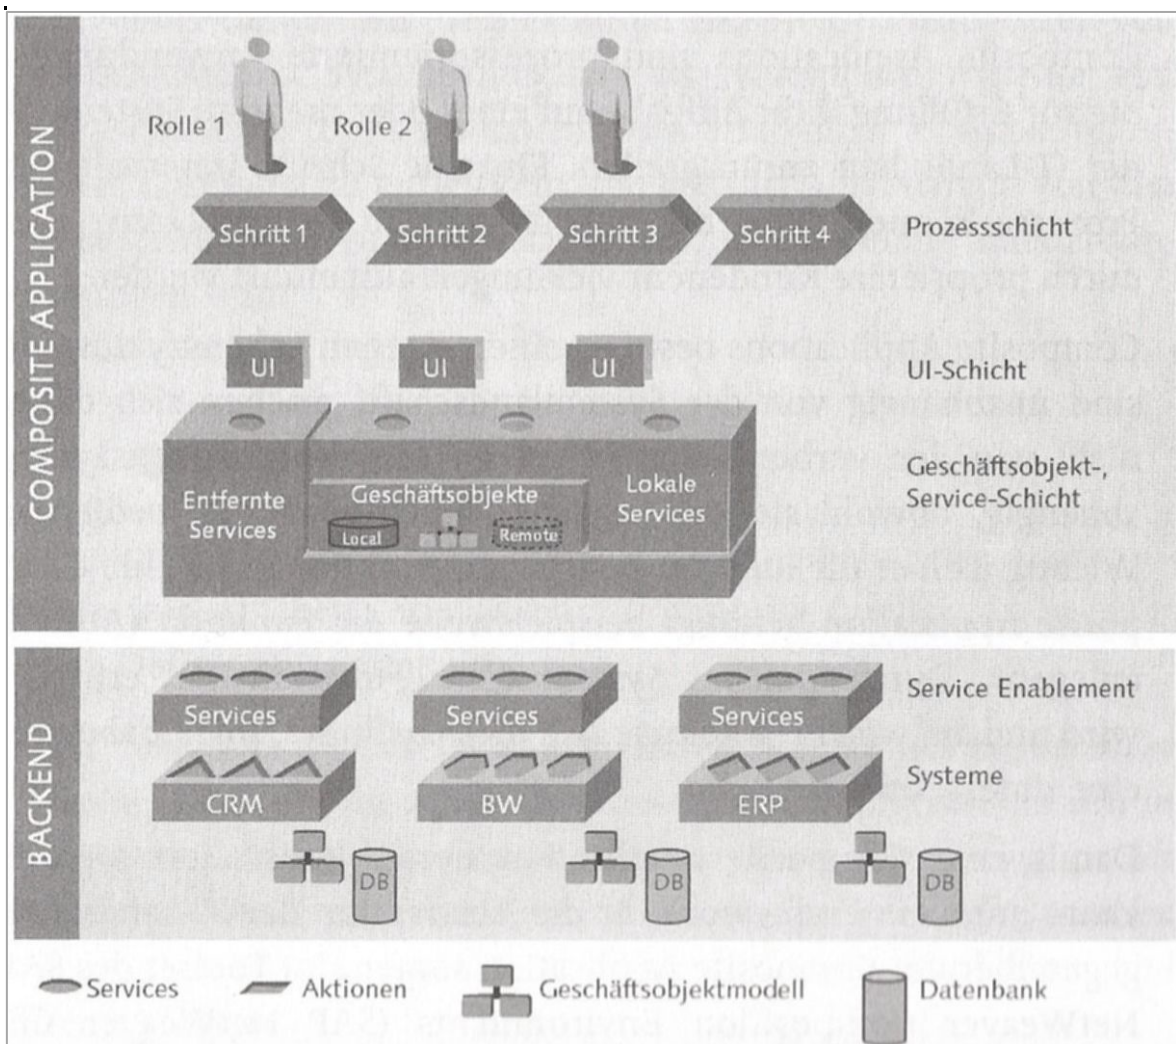 COMPOSITE APPLICATION
Rolle 1
Rolle 2
Schritt 1
Schritt 2
Schritt 3
Schritt 4
Prozessschicht
UI
UI
UI
UI-Schicht
Entfernte
Services
Geschäftsobjekte
Local
Remote
Lokale
Services
Geschäftsobjekt-,
Service-Schicht
BACKEND
Services
Services
Services
Service Enablement
CRM
BW
ERP
Systeme
DB
DB
DB
Services
Aktionen
Geschäftsobjektmodell
Datenbank